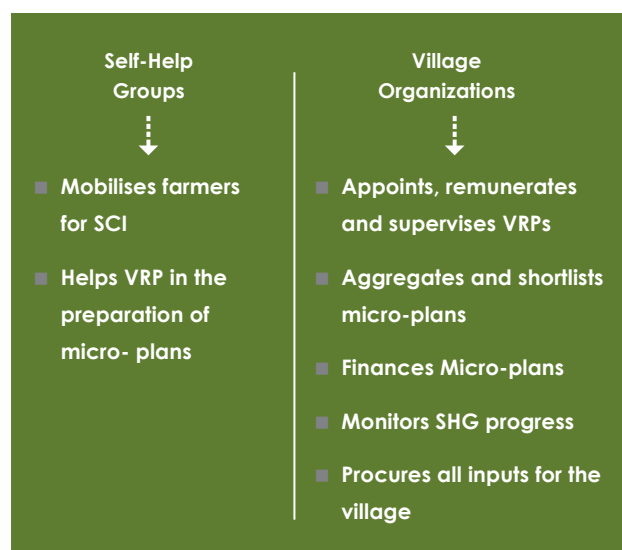 Self-Help
Groups
Mobilises farmers
for SCI
Helps VRP in the
preparation of
micro- plans
Village
Organizations
Appoints, remunerates
and supervises VRPs
Aggregates and shortlists
micro-plans
Finances Micro-plans
Monitors SHG progress
Procures all inputs for the
village